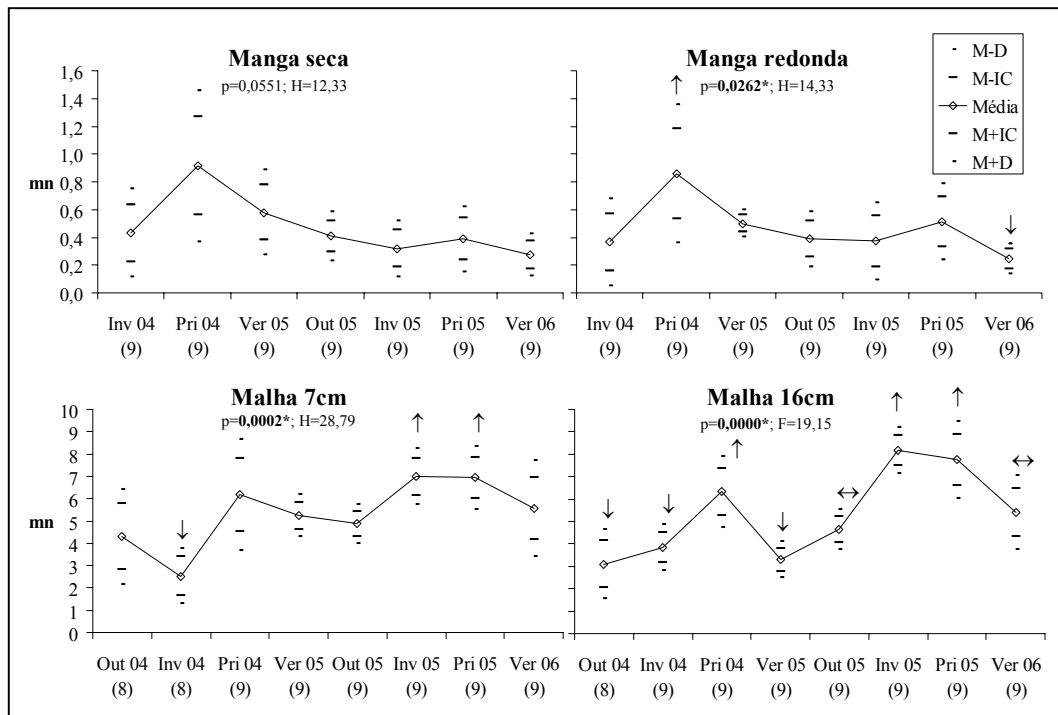 Manga seca
p=0,0551; H=12,33
1,6
1,4
1,2
1,0
0,8
0,6
0,4
0,2
0,0
mn
Inv 04 Pri 04 Ver 05 Out 05 Inv 05 Pri 05 Ver 06
(9) (9) (9) (9) (9) (9) (9)
Manga redonda
p=0,0262*; H=14,33
↑
↓
Inv 04 Pri 04 Ver 05 Out 05 Inv 05 Pri 05 Ver 06
(9) (9) (9) (9) (9) (9) (9)
M-D
M-IC
Média
M+IC
M+D
Malha 7cm
p=0,0002*; H=28,79
↓ ↑ ↑
10
9
8
7
6
5
4
3
2
1
0
mn
Out 04 Inv 04 Pri 04 Ver 05 Out 05 Inv 05 Pri 05 Ver 06
(8) (8) (9) (9) (9) (9) (9) (9)
Malha 16cm
p=0,0000*; F=19,15
↓ ↓ ↑ ↓ ↔ ↑ ↑ ↔
Out 04 Inv 04 Pri 04 Ver 05 Out 05 Inv 05 Pri 05 Ver 06
(8) (9) (9) (9) (9) (9) (9) (9)